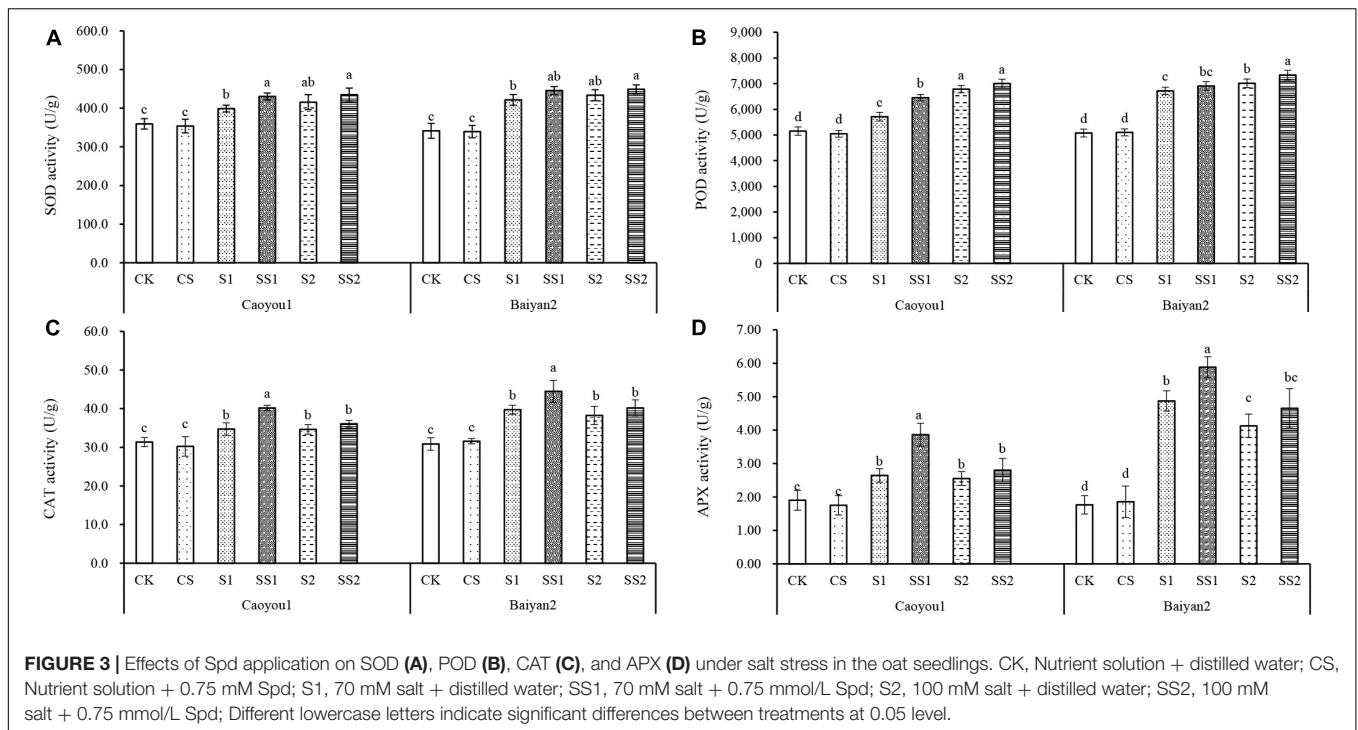 A
600.0
500.0
400.0
300.0
200.0
100.0
0.0
SOD activity (U/g)
c c b a ab a c c b ab ab a
CK CS S1 SS1 S2 SS2 CK CS S1 SS1 S2 SS2
Caoyou1 Baiyan2
B
9,000
8,000
7,000
6,000
5,000
4,000
3,000
2,000
1,000
0
POD activity (U/g)
d d c b a a d d c bc b a
CK CS S1 SS1 S2 SS2 CK CS S1 SS1 S2 SS2
Caoyou1 Baiyan2
C
60.0
50.0
40.0
30.0
20.0
10.0
0.0
CAT activity (U/g)
c c b a b b c c b a b b
CK CS S1 SS1 S2 SS2 CK CS S1 SS1 S2 SS2
Caoyou1 Baiyan2
D
7.00
6.00
5.00
4.00
3.00
2.00
1.00
0.00
APX activity (U/g)
c c b a b b d d b a c bc
CK CS S1 SS1 S2 SS2 CK CS S1 SS1 S2 SS2
Caoyou1 Baiyan2
FIGURE 3 | Effects of Spd application on SOD (A), POD (B), CAT (C), and APX (D) under salt stress in the oat seedlings. CK, Nutrient solution + distilled water; CS,
Nutrient solution + 0.75 mM Spd; S1, 70 mM salt + distilled water; SS1, 70 mM salt + 0.75 mmol/L Spd; S2, 100 mM salt + distilled water; SS2, 100 mM
salt + 0.75 mmol/L Spd; Different lowercase letters indicate significant differences between treatments at 0.05 level.